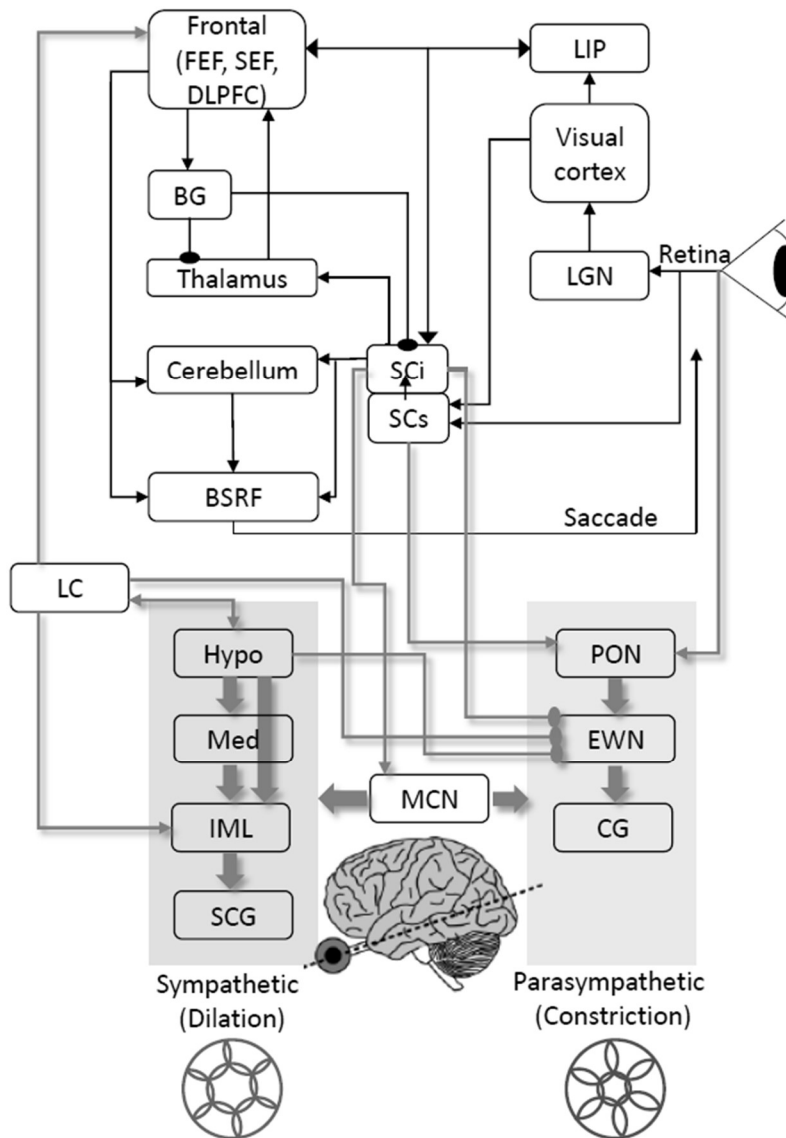 Frontal
(FEF, SEF,
DLPFC)
LIP
Visual
cortex
BG
Retina
Thalamus
LGN
Cerebellum
SCi
SCs
BSRF
Saccade
LC
Hypo
PON
Med
EWN
MCN
IML
CG
SCG
Sympathetic
(Dilation)
Parasympathetic
(Constriction)